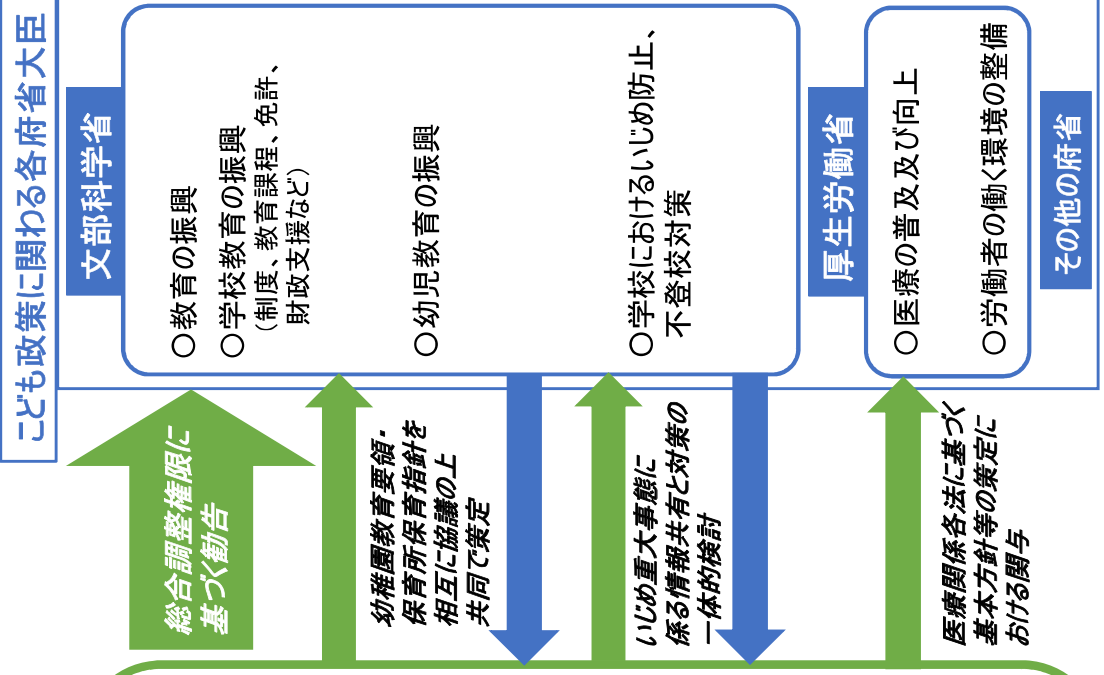 こども政策に関わる各府省大臣
文部科学省
〇教育の振興
〇学校教育の振興
（制度、教育課程、免許、
財政支援など）
〇幼児教育の振興
〇学校におけるいじめ防止、
不登校対策
厚生労働省
〇医療の普及及び向上
〇労働者の働く環境の整備
その他の府省
総合調整権限に
基づく勧告
幼稚園教育要領・
保育所保育指針を
相互に協議の上
共同で策定
いじめ重大事態に
係る情報共有と対策の
一体的検討
医療関係各法に基づく
基本方針等の策定に
おける関与